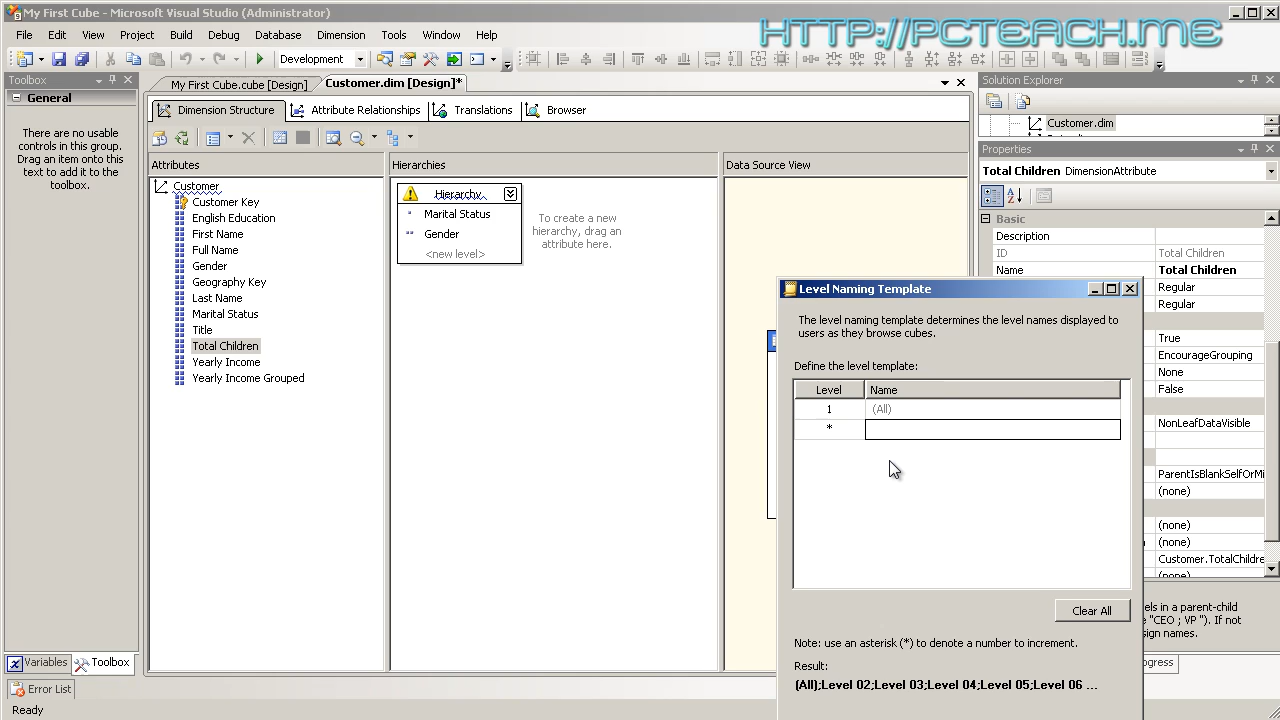 My First Cube - Microsoft Visual Studio (Administrator)
HTTP://PCTEACH.ME
File
View
Project
Build
Dimension
Tools
Window
Help
Development
Toolbox
General
There are no usable
controls in this group.
Drag an item onto this
text to add it to the
toolbox.
Variables
Toolbox
Error List
Ready
My First Cube.cube [Design]
Customer.dim [Design]*
Dimension Structure
Attribute Relationships
Translations
Browser
Attributes
Customer
Customer Key
English Education
First Name
Full Name
Gender
Geography Key
Last Name
Marital Status
Title
Total Children
Yearly Income
Yearly Income Grouped
Hierarchies
Hierarchy
Marital Status
Gender
<new level>
To create a new
hierarchy, drag an
attribute here.
Data Source View
Level Naming Template
The level naming template determines the level names displayed to
users as they browse cubes.
Define the level template:
Level Name
1 (All)
*
Clear All
Note: use an asterisk (*) to denote a number to increment.
Result:
(All);Level 02;Level 03;Level 04;Level 05;Level 06 ...
Solution Explorer
Customer.dim
Properties
Total Children DimensionAttribute
Basic
Description
ID Total Children
Name Total Children
Regular
Regular
True
EncourageGrouping
None
False
NonLeafDataVisible
ParentIsBlankSelfOrMi
(none)
(none)
(none)
Customer.TotalChildre
(none)
els in a parent-child
"CEO ; VP "). If not
sign names.
ogress